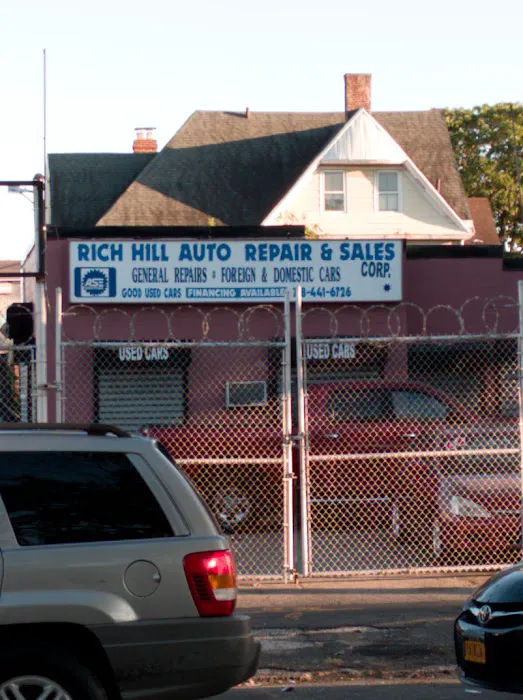 RICH HILL AUTO REPAIR & SALES
CORP.
ASE
GENERAL REPAIRS • FOREIGN & DOMESTIC CARS
GOOD USED CARS FINANCING AVAILABLE 8-441-6726
USED CARS
USED CARS